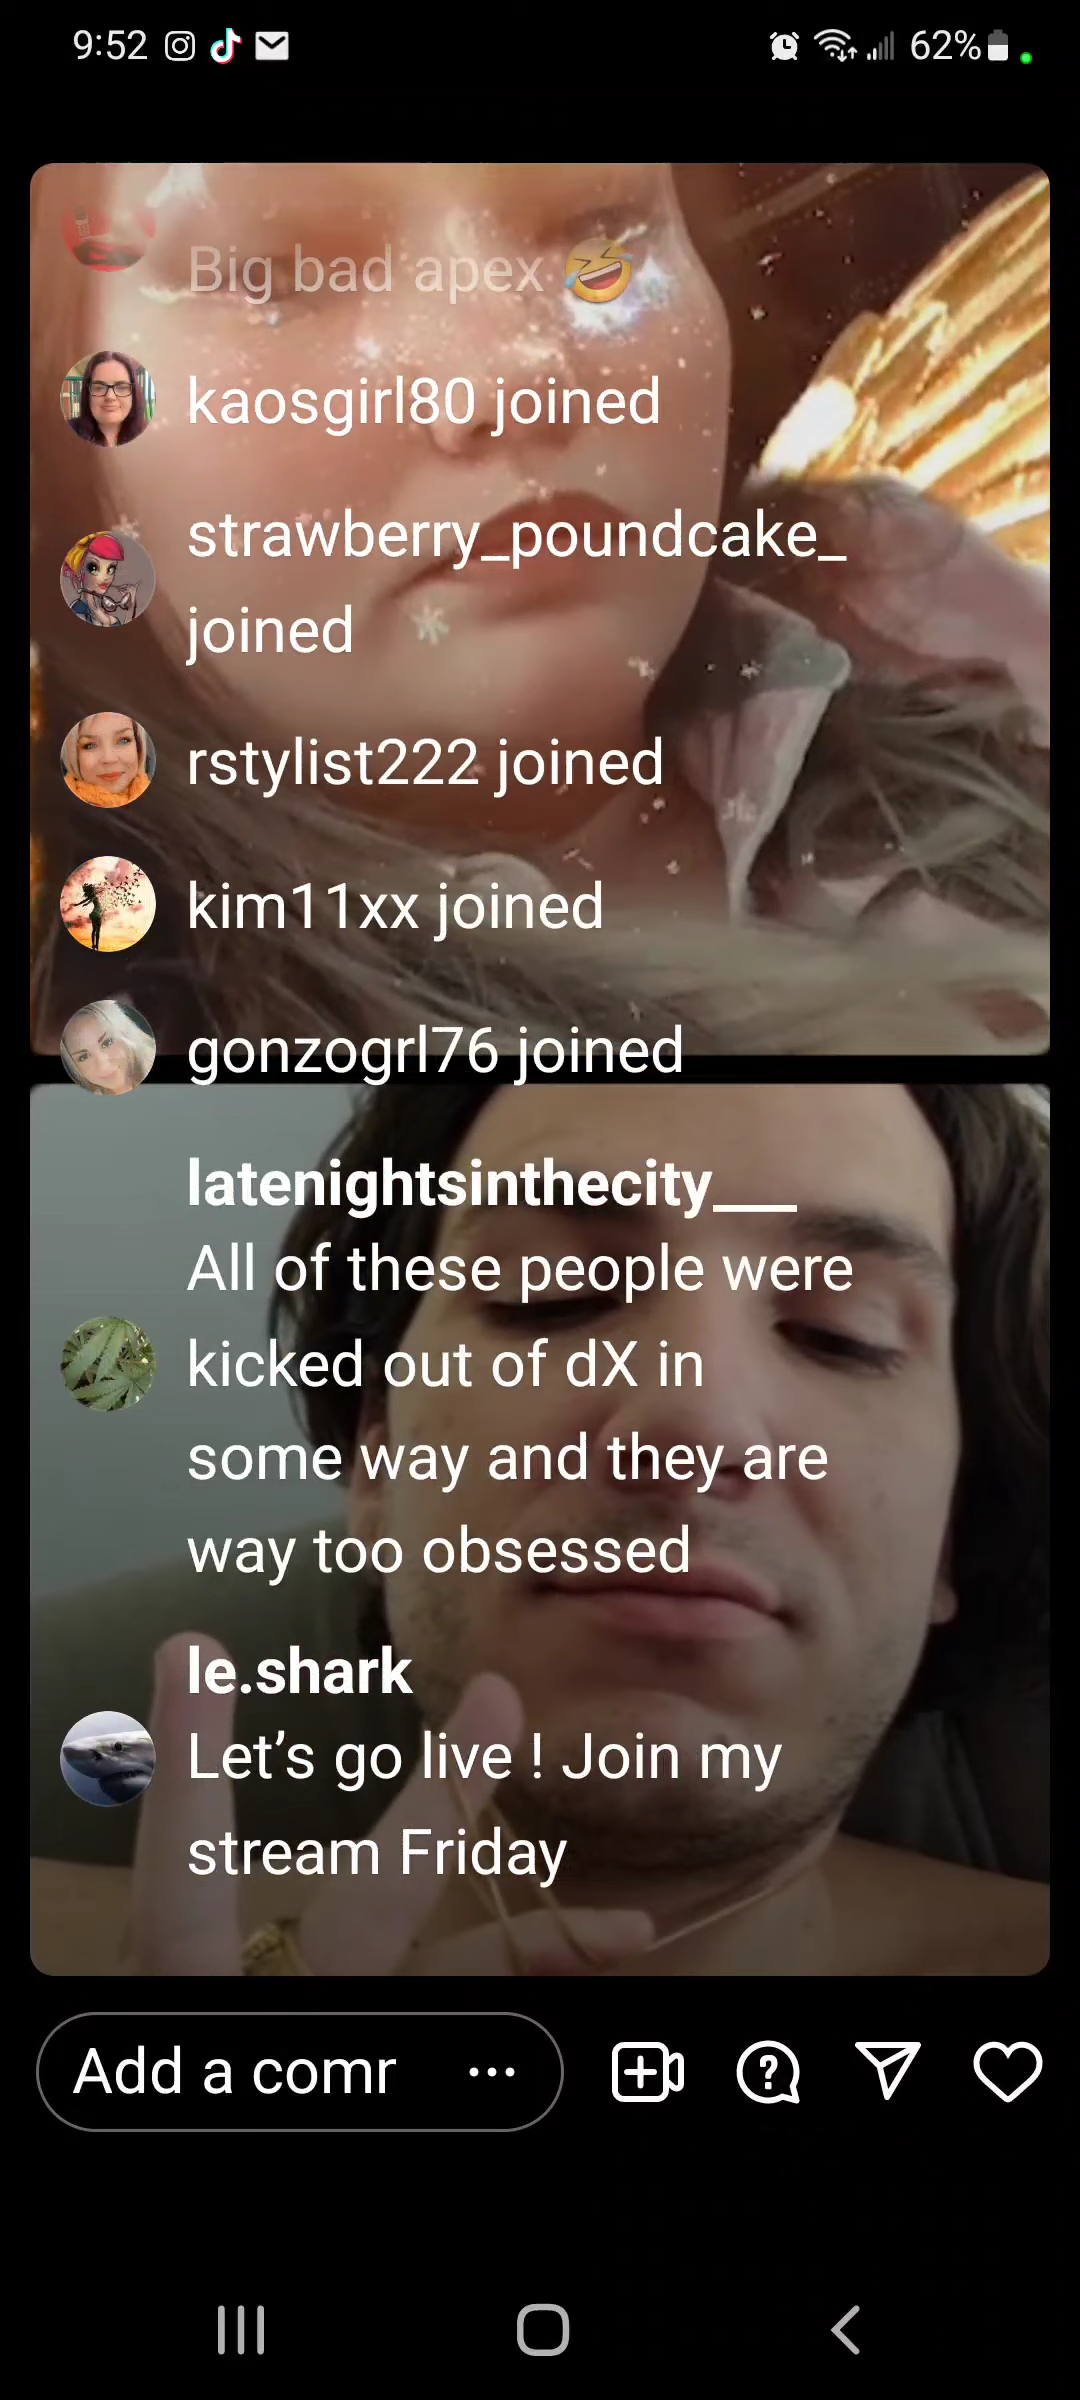 9:52
62%
Big bad apex 🤣
kaosgirl80 joined
strawberry_poundcake_
joined
rstylist222 joined
kim11xx joined
gonzogrl76 joined
latenightsinthecity___
All of these people were
kicked out of dX in
some way and they are
way too obsessed
le.shark
Let’s go live ! Join my
stream Friday
Add a comr ...